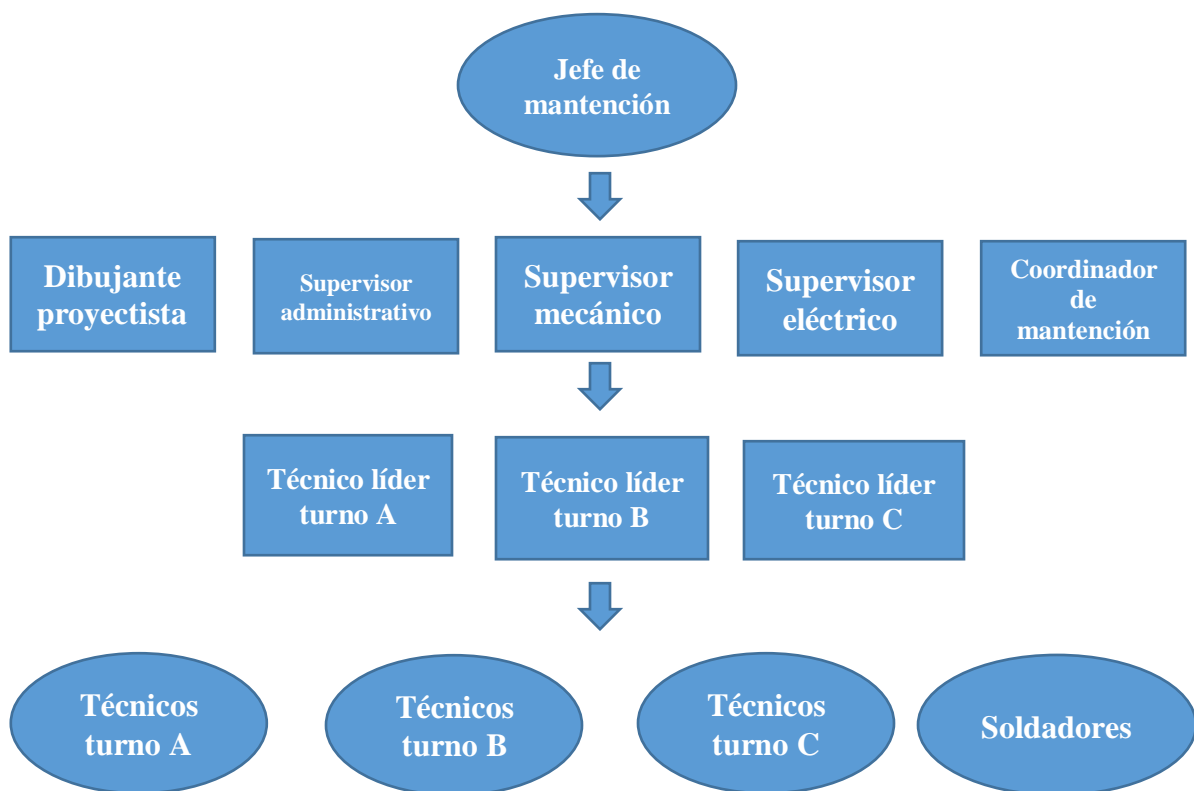 Jefe de
mantención
Dibujante
proyectista
Supervisor
administrativo
Supervisor
mecánico
Supervisor
eléctrico
Coordinador
de
mantención
Técnico líder
turno A
Técnico líder
turno B
Técnico líder
turno C
Técnicos
turno A
Técnicos
turno B
Técnicos
turno C
Soldadores